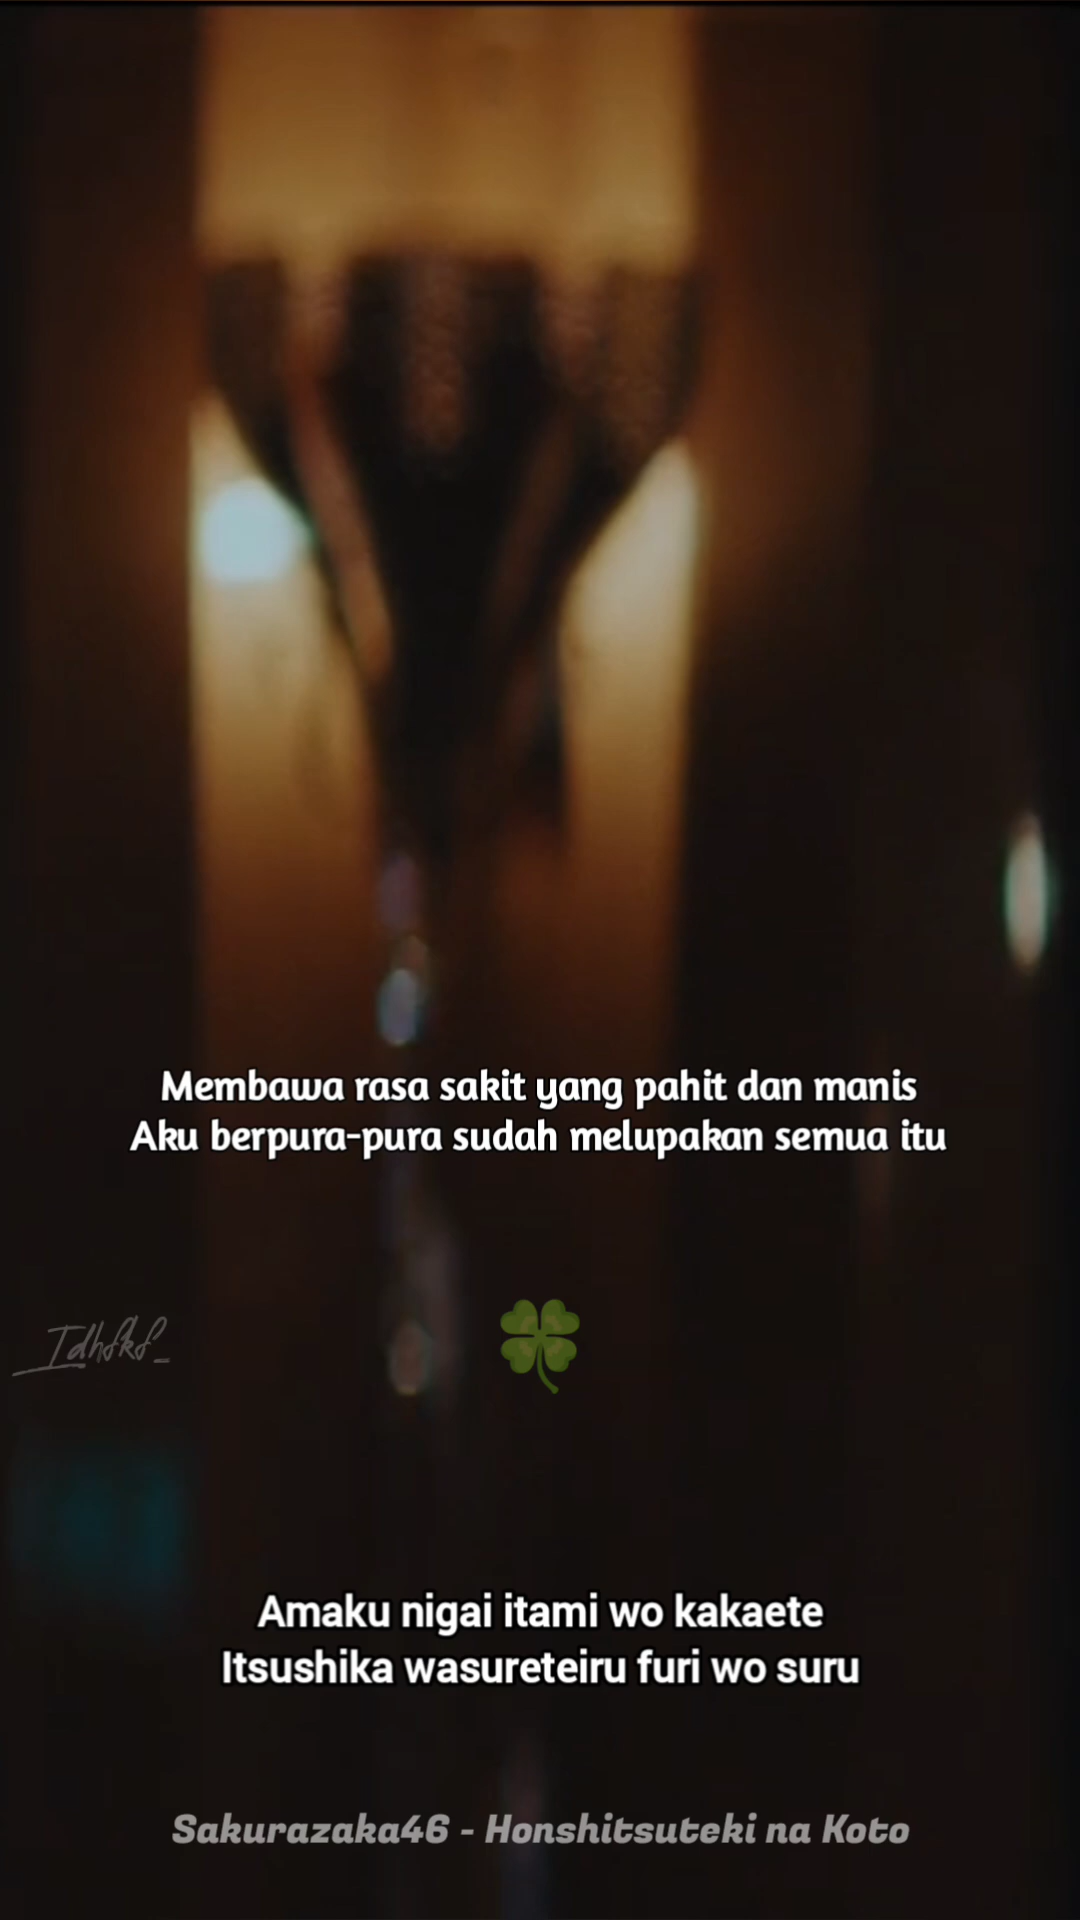 Membawa rasa sakit yang pahit dan manis
Aku berpura-pura sudah melupakan semua itu
Amaku nigai itami wo kakaete
Itsushika wasureteiru furi wo suru
Sakurazaka46 - Honshitsuteki na Koto